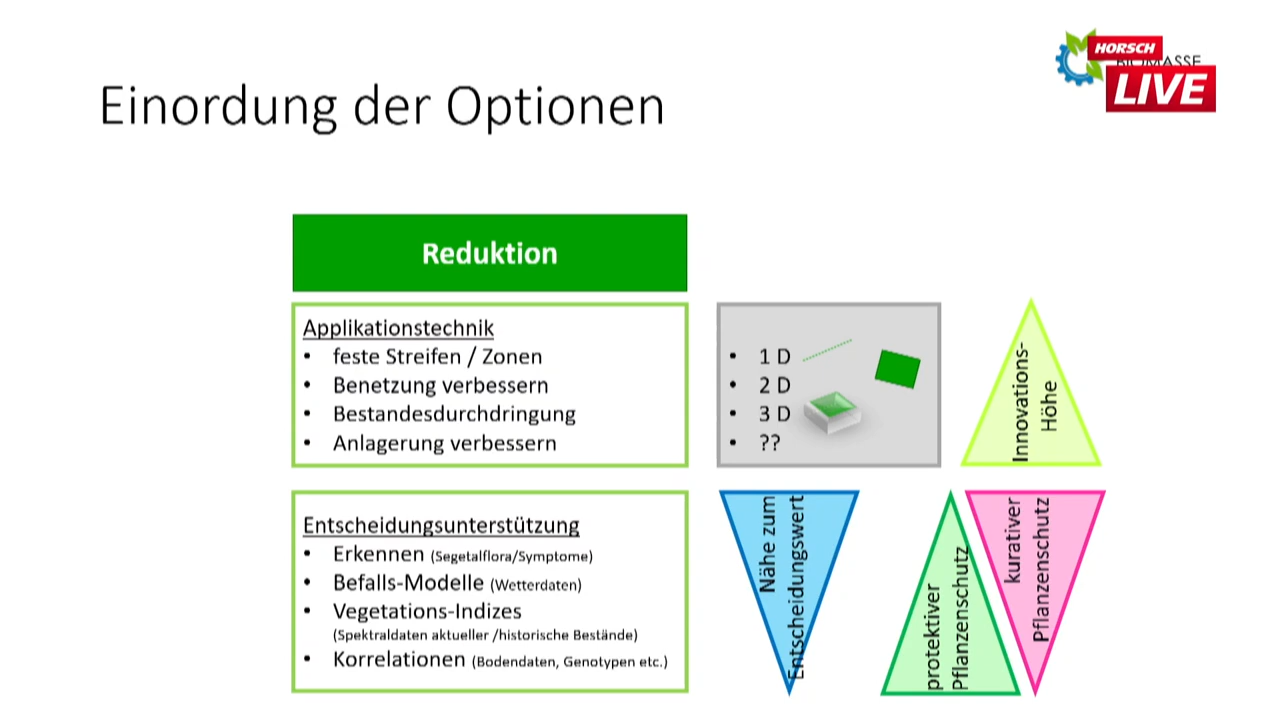 HORSCH
LIVE
BIOMASSE
Einordung der Optionen
Reduktion
Applikationstechnik
• feste Streifen / Zonen
• Benetzung verbessern
• Bestandesdurchdringung
• Anlagerung verbessern
• 1 D
• 2 D
• 3 D
• ??
Innovations-
Höhe
Entscheidungsunterstützung
• Erkennen (Segetalflora/Symptome)
• Befalls-Modelle (Wetterdaten)
• Vegetations-Indizes
(Spektraldaten aktueller /historische Bestände)
• Korrelationen (Bodendaten, Genotypen etc.)
Nähe zum
Entscheidungswert
protektiver
Pflanzenschutz
kurativer
Pflanzenschutz